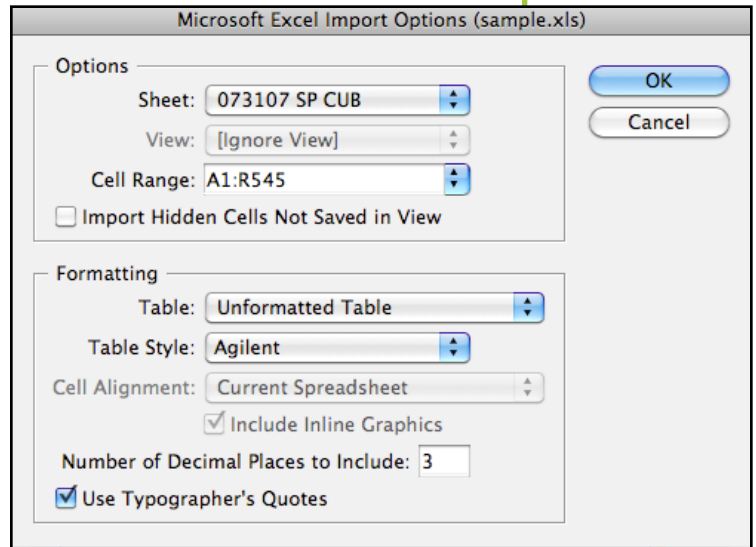 Microsoft Excel Import Options (sample.xls)
Options
Sheet: 073107 SP CUB
View: [Ignore View]
Cell Range: A1:R545
Import Hidden Cells Not Saved in View
OK
Cancel
Formatting
Table: Unformatted Table
Table Style: Agilent
Cell Alignment: Current Spreadsheet
Include Inline Graphics
Number of Decimal Places to Include: 3
Use Typographer's Quotes